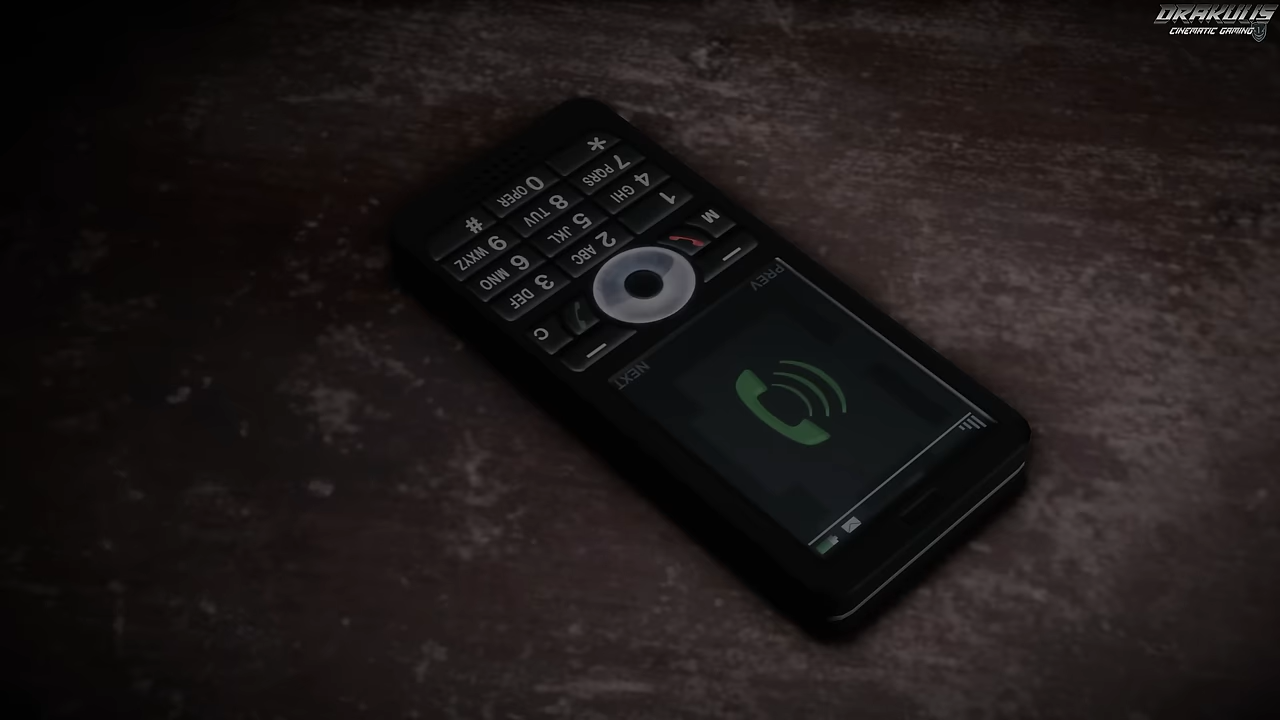 DRAKULIS
CINEMATIC GAMING
*
7 PQRS
4 GHI
1
M
0 OPER
8 TUV
5 JKL
2 ABC
#
9 WXYZ
6 MNO
3 DEF
C
PREV
NEXT